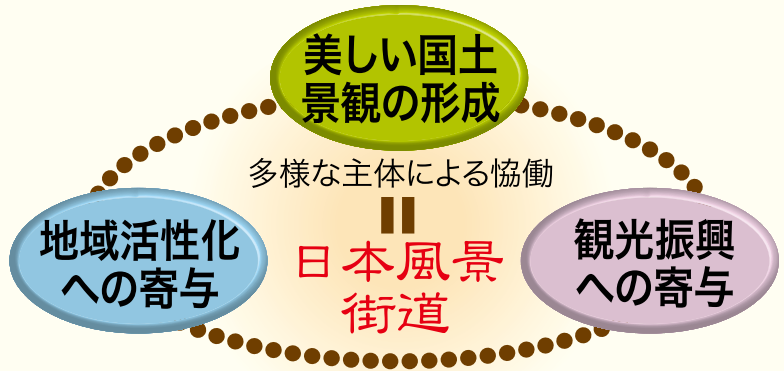 美しい国土
景観の形成
多様な主体による恊働
地域活性化
への寄与
日本風景
街道
観光振興
への寄与